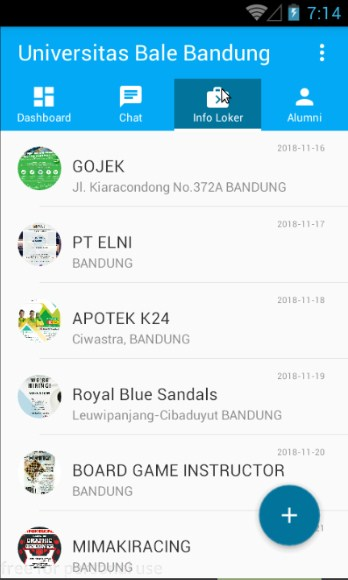 7:14
Universitas Bale Bandung
Dashboard
Chat
Info Loker
Alumni
2018-11-16
GOJEK
Jl. Kiaracondong No.372A BANDUNG
2018-11-17
PT ELNI
BANDUNG
2018-11-18
APOTEK K24
Ciwastra, BANDUNG
2018-11-19
Royal Blue Sandals
Leuwipanjang-Cibaduyut BANDUNG
2018-11-20
BOARD GAME INSTRUCTOR
BANDUNG
MIMAKIRACING
BANDUNG
free for use